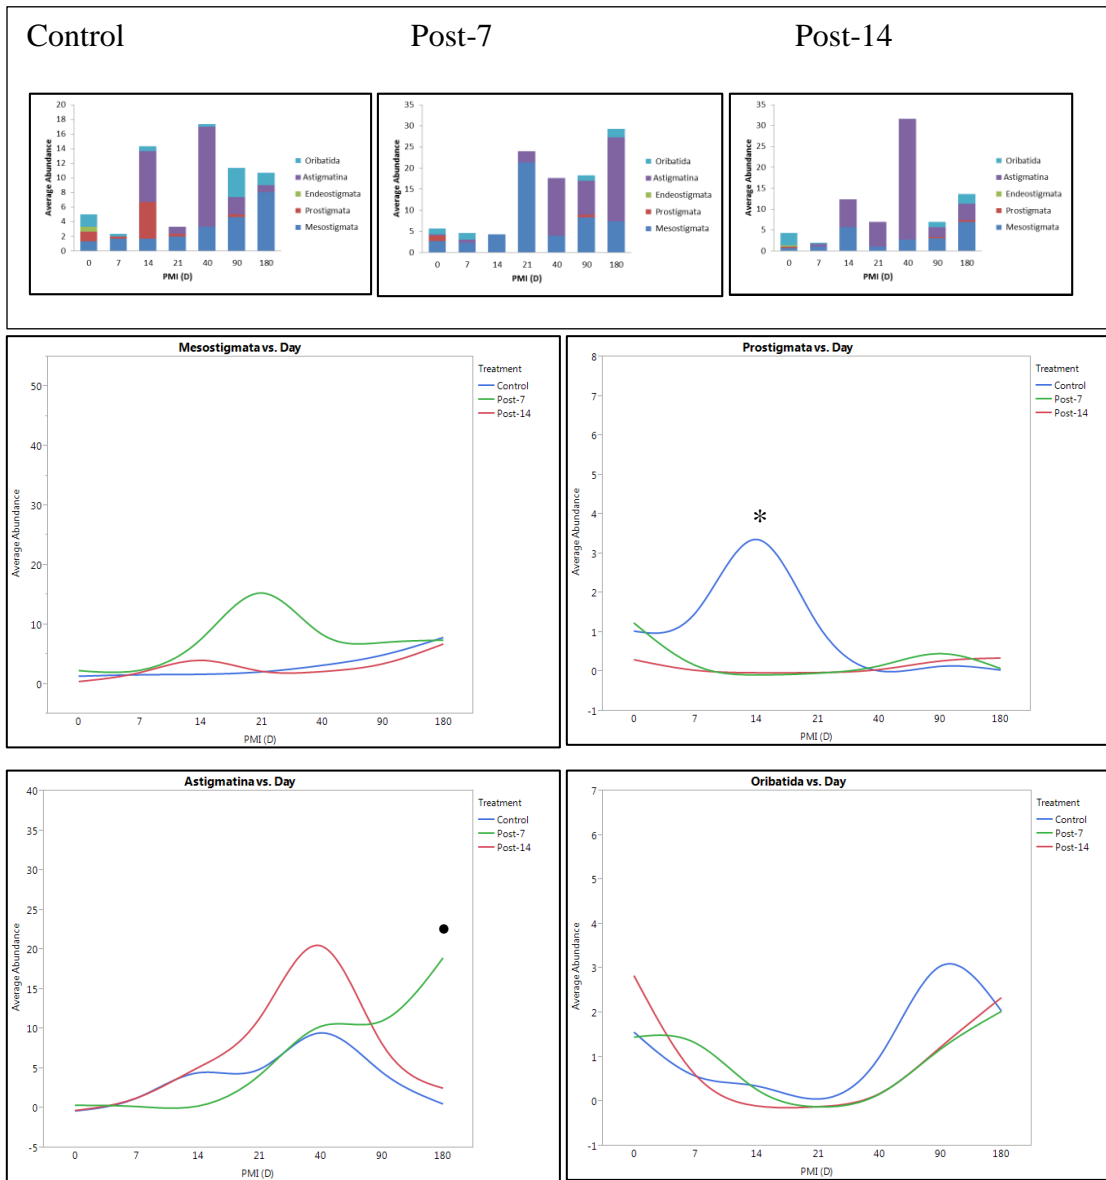 Control Post-7 Post-14
20
18
16
14
12
10
8
6
4
2
0
Average Abundance
0 7 14 21 40 90 180
PMI (D)
Oribatida
Astigmatina
Endeostigmata
Prostigmata
Mesostigmata
35
30
25
20
15
10
5
0
Average Abundance
0 7 14 21 40 90 180
PMI (D)
Oribatida
Astigmatina
Endeostigmata
Prostigmata
Mesostigmata
35
30
25
20
15
10
5
0
Average Abundance
0 7 14 21 40 90 180
PMI (D)
Oribatida
Astigmatina
Endeostigmata
Prostigmata
Mesostigmata
Mesostigmata vs. Day
50
40
30
20
10
0
Average Abundance
0 7 14 21 40 90 180
PMI (D)
Treatment
Control
Post-7
Post-14
Prostigmata vs. Day
8
7
6
5
4
3
2
1
0
-1
Average Abundance
*
0 7 14 21 40 90 180
PMI (D)
Treatment
Control
Post-7
Post-14
Astigmatina vs. Day
40
35
30
25
20
15
10
5
0
-5
Average Abundance
0 7 14 21 40 90 180
PMI (D)
Treatment
Control
Post-7
Post-14
Oribatida vs. Day
7
6
5
4
3
2
1
0
-1
Average Abundance
0 7 14 21 40 90 180
PMI (D)
Treatment
Control
Post-7
Post-14